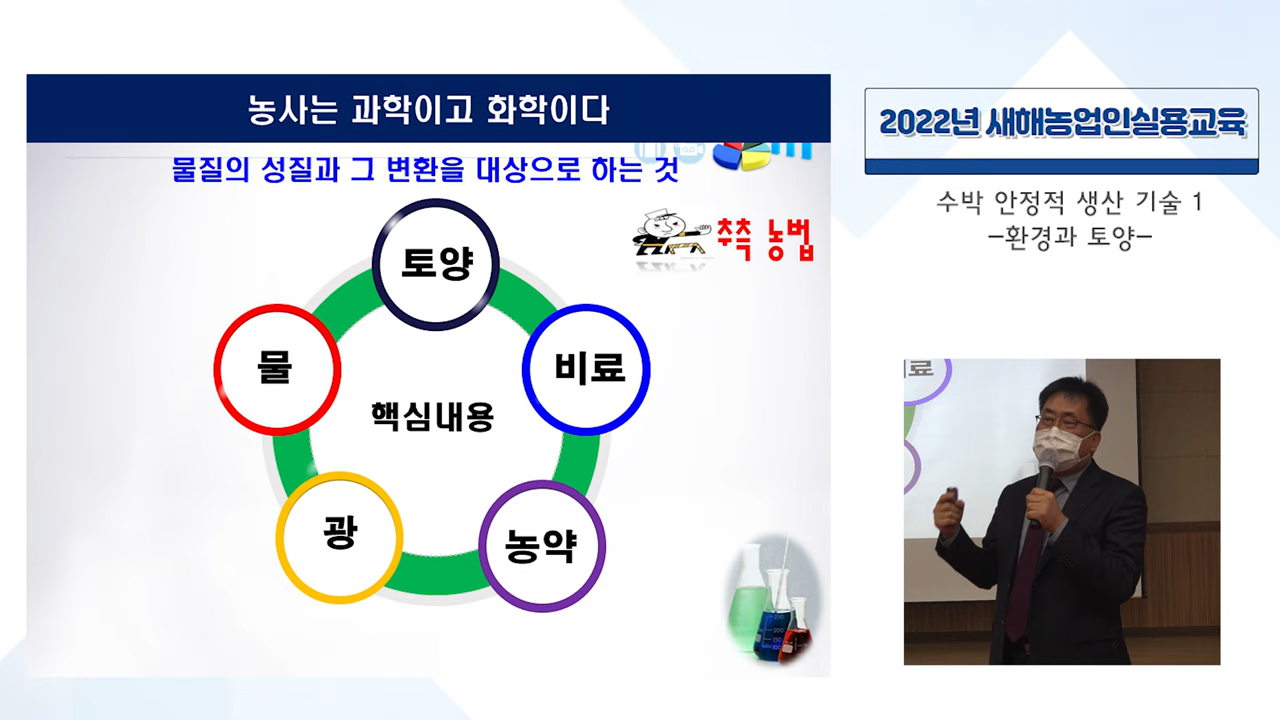 농사는 과학이고 화학이다
물질의 성질과 그 변환을 대상으로 하는 것
추측 농법
토양
물
비료
핵심내용
광
농약
2022년 새해농업인실용교육
수박 안정적 생산 기술 1
-환경과 토양-